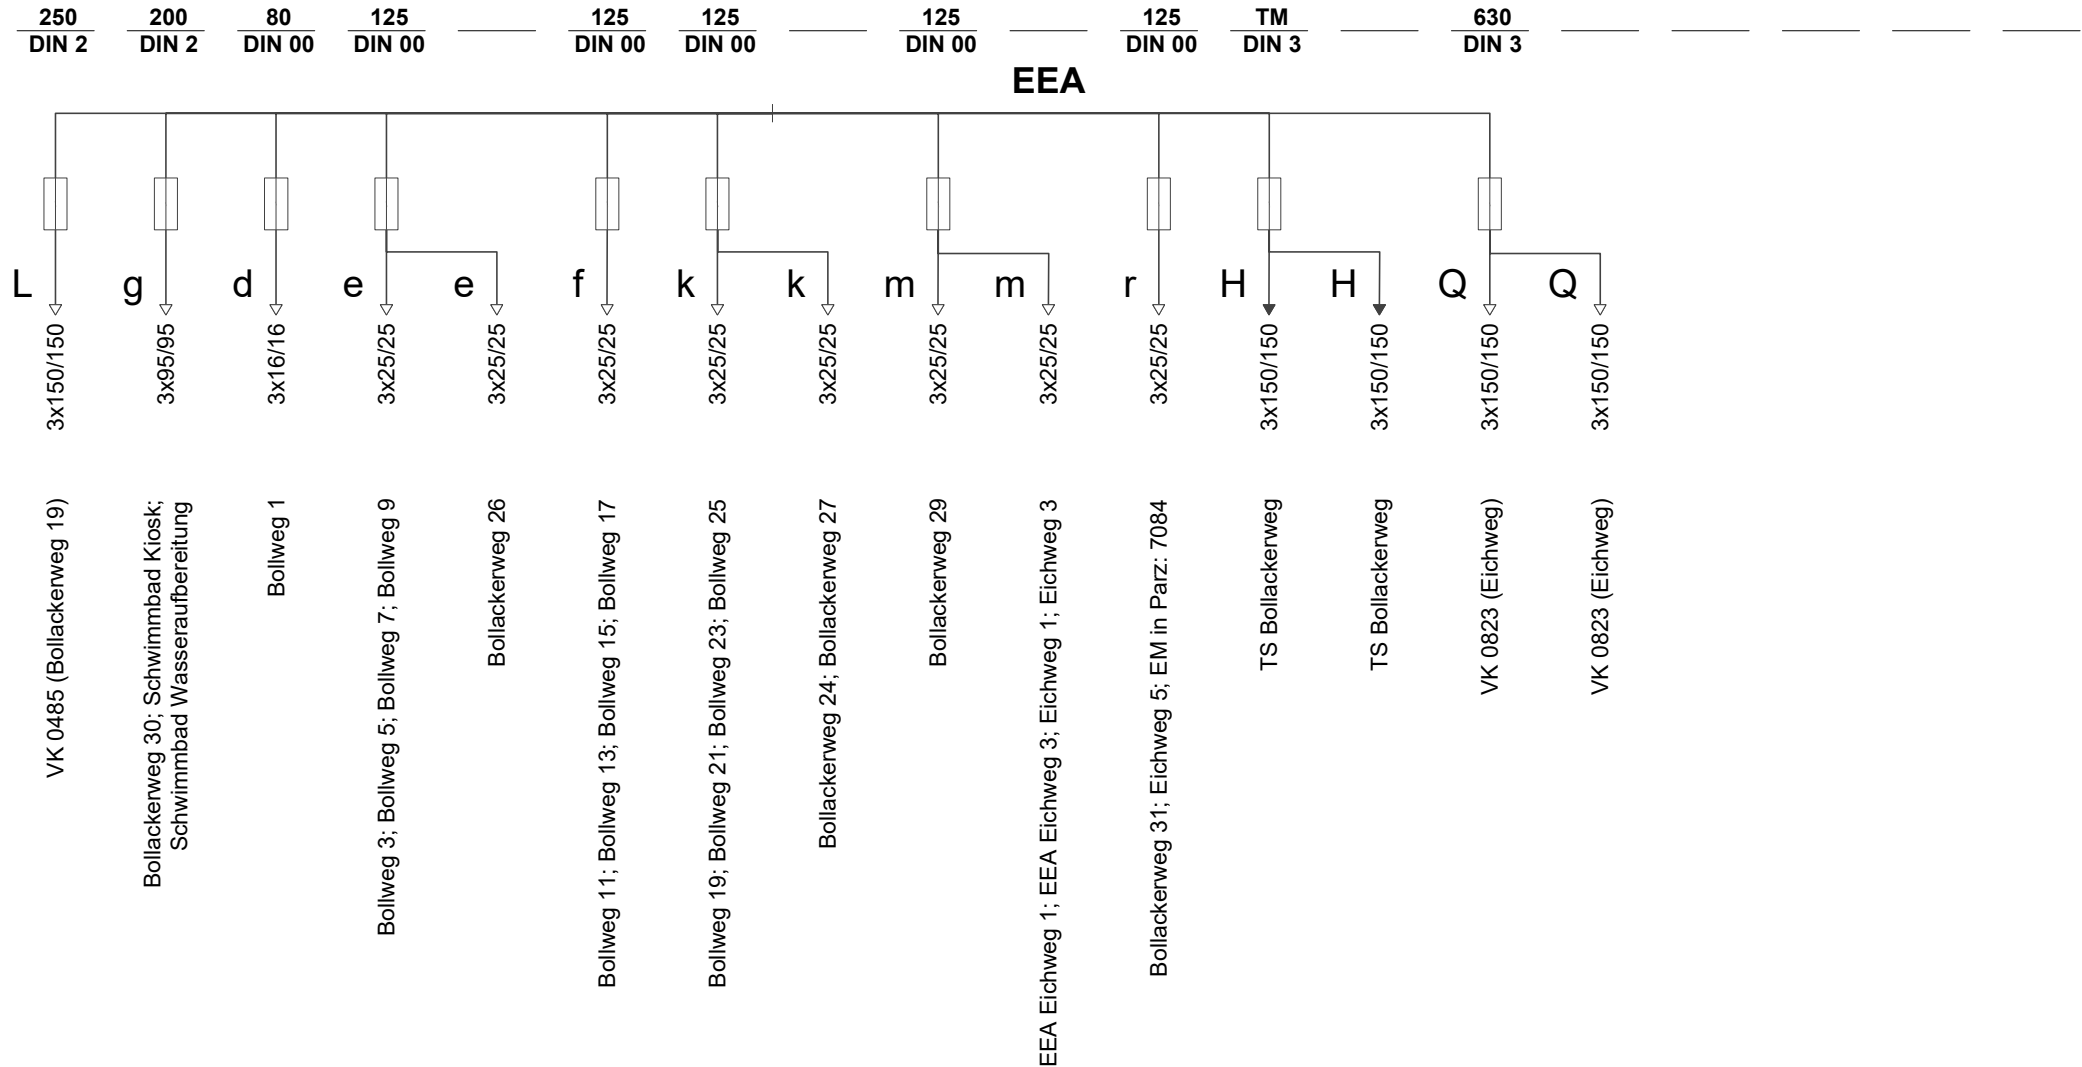 250
DIN 2
200
DIN 2
80
DIN 00
125
DIN 00
125
DIN 00
125
DIN 00
125
DIN 00
125
DIN 00
TM
DIN 3
630
DIN 3
EEA
L
g
d
e
e
f
k
k
m
m
r
H
H
Q
Q
3x150/150
3x95/95
3x16/16
3x25/25
3x25/25
3x25/25
3x25/25
3x25/25
3x25/25
3x25/25
3x25/25
3x150/150
3x150/150
3x150/150
3x150/150
VK 0485 (Bollackerweg 19)
Bollackerweg 30; Schwimmbad Kiosk;
Schwimmbad Wasseraufbereitung
Bollweg 1
Bollweg 3; Bollweg 5; Bollweg 7; Bollweg 9
Bollackerweg 26
Bollweg 11; Bollweg 13; Bollweg 15; Bollweg 17
Bollweg 19; Bollweg 21; Bollweg 23; Bollweg 25
Bollackerweg 24; Bollackerweg 27
Bollackerweg 29
EEA Eichweg 1; EEA Eichweg 3; Eichweg 1; Eichweg 3
Bollackerweg 31; Eichweg 5; EM in Parz: 7084
TS Bollackerweg
TS Bollackerweg
VK 0823 (Eichweg)
VK 0823 (Eichweg)